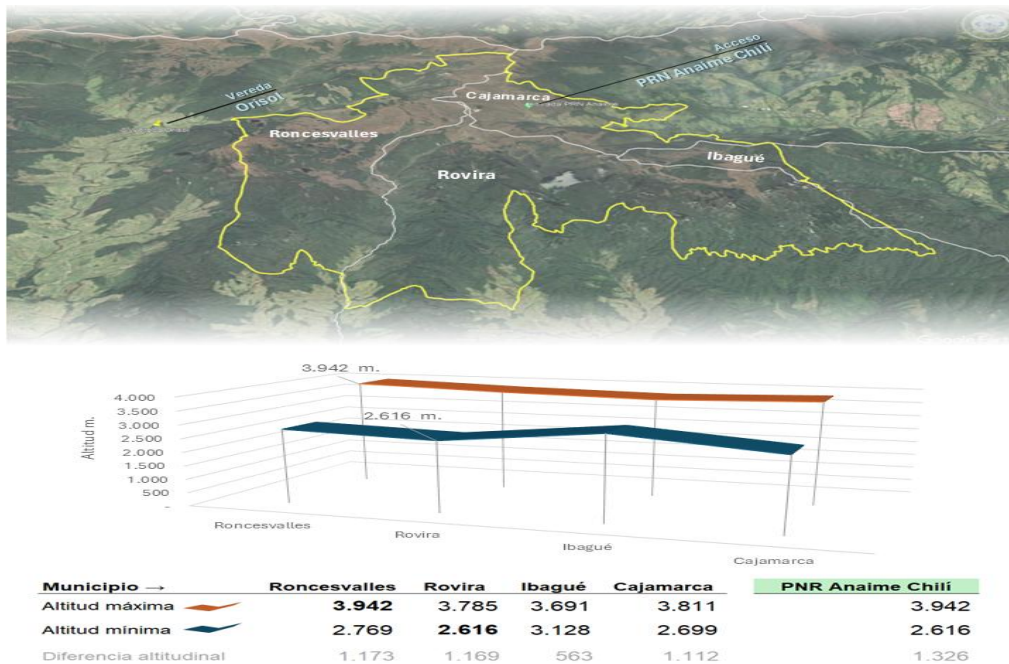 Acceso
PRN Anaime Chilí
Vereda
Orisol
Cajamarca
Roncesvalles
Ibagué
Rovira
3.942 m.
2.616 m.
Altitud m.
4.000
3.500
3.000
2.500
2.000
1.500
1.000
500
-
Roncesvalles
Rovira
Ibagué
Cajamarca
Municipio → Roncesvalles Rovira Ibagué Cajamarca PNR Anaime Chilí
Altitud máxima 3.942 3.785 3.691 3.811 3.942
Altitud mínima 2.769 2.616 3.128 2.699 2.616
Diferencia altitudinal 1.173 1.169 563 1.112 1.326